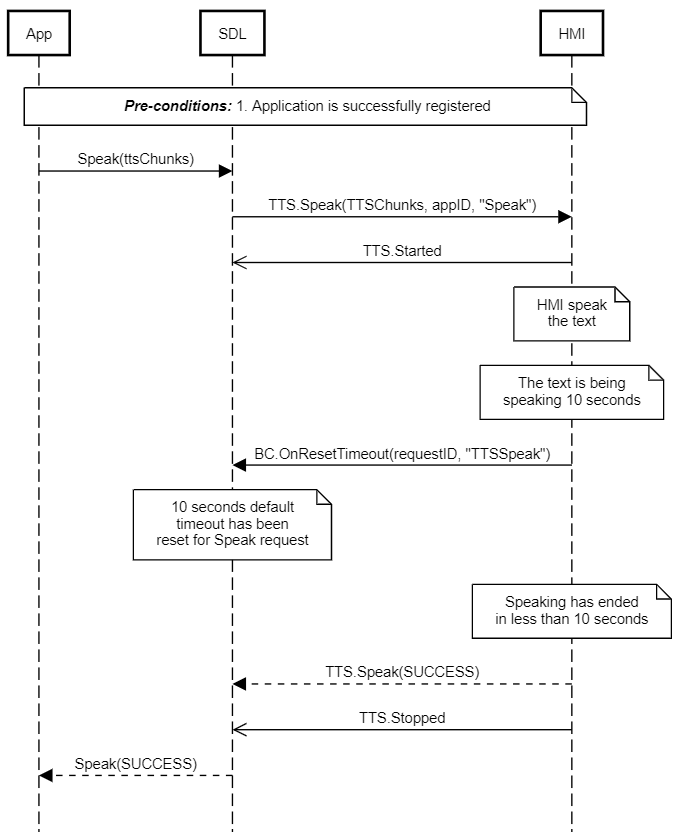 App
SDL
HMI
Pre-conditions: 1. Application is successfully registered
Speak(ttsChunks)
TTS.Speak(TTSChunks, appID, "Speak")
TTS.Started
HMI speak
the text
The text is being
speaking 10 seconds
BC.OnResetTimeout(requestID, "TTSSpeak")
10 seconds default
timeout has been
reset for Speak request
Speaking has ended
in less than 10 seconds
TTS.Speak(SUCCESS)
TTS.Stopped
Speak(SUCCESS)